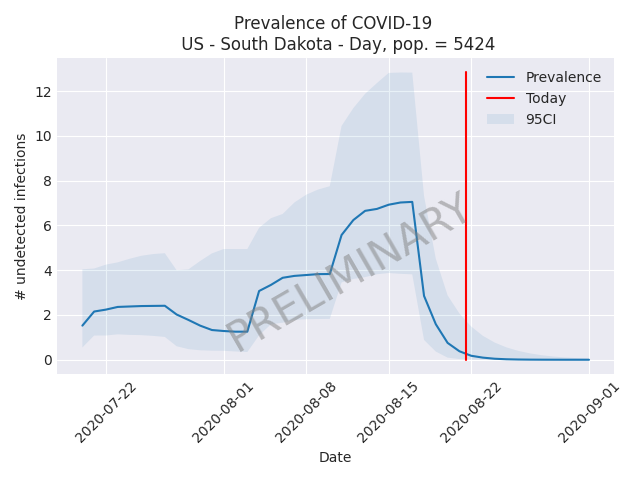 Prevalence of COVID-19
US - South Dakota - Day, pop. = 5424
Prevalence
Today
95CI
PRELIMINARY
# undetected infections
12
10
8
6
4
2
0
2020-07-22
2020-08-01
2020-08-08
2020-08-15
2020-08-22
2020-09-01
Date